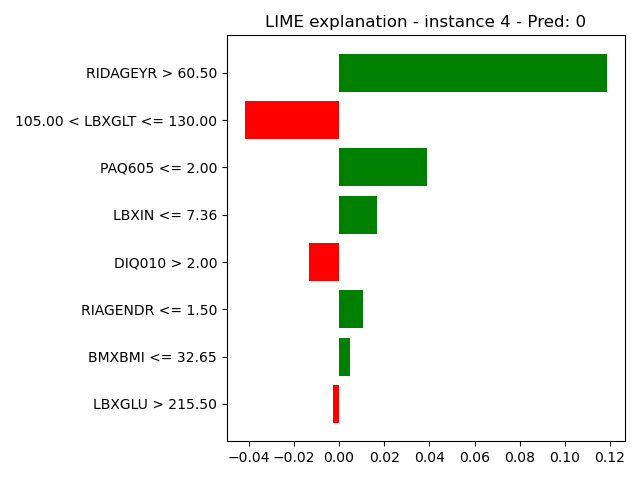 LIME explanation - instance 4 - Pred: 0
RIDAGEYR > 60.50
105.00 < LBXGLT <= 130.00
PAQ605 <= 2.00
LBXIN <= 7.36
DIQ010 > 2.00
RIAGENDR <= 1.50
BMXBMI <= 32.65
LBXGLU > 215.50
−0.04 −0.02 0.00 0.02 0.04 0.06 0.08 0.10 0.12